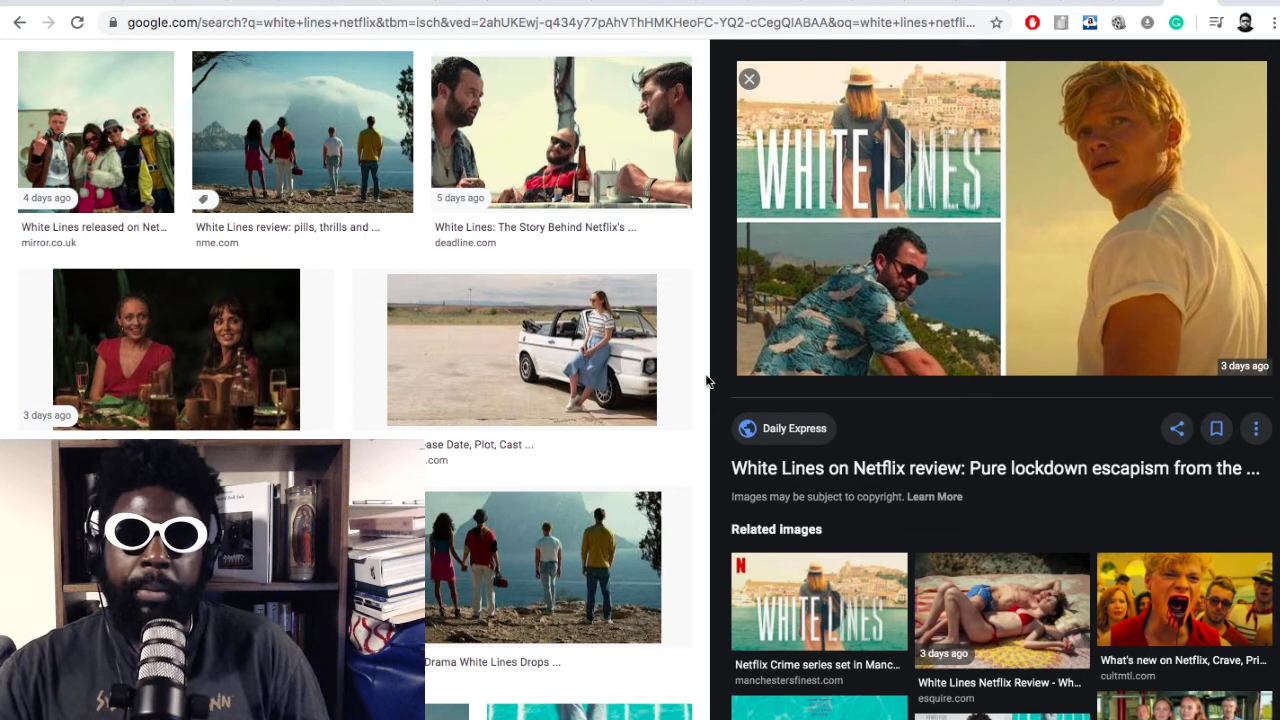 google.com/search?q=white+lines+netflix&tbm=isch&ved=2ahUKEwj-q434y77pAhVThHMKHeoFC-YQ2-cCegQIABAA&oq=white+lines+netfli...
4 days ago
White Lines released on Net...
mirror.co.uk
White Lines review: pills, thrills and ...
nme.com
5 days ago
White Lines: The Story Behind Netflix's ...
deadline.com
3 days ago
ease Date, Plot, Cast ...
.com
Drama White Lines Drops ...
WHITE LINES
3 days ago
Daily Express
White Lines on Netflix review: Pure lockdown escapism from the ...
Images may be subject to copyright. Learn More
Related images
N
WHITE LINES
Netflix Crime series set in Manc...
manchestersfinest.com
3 days ago
White Lines Netflix Review - Wh...
esquire.com
What's new on Netflix, Crave, Pri...
cultmtl.com